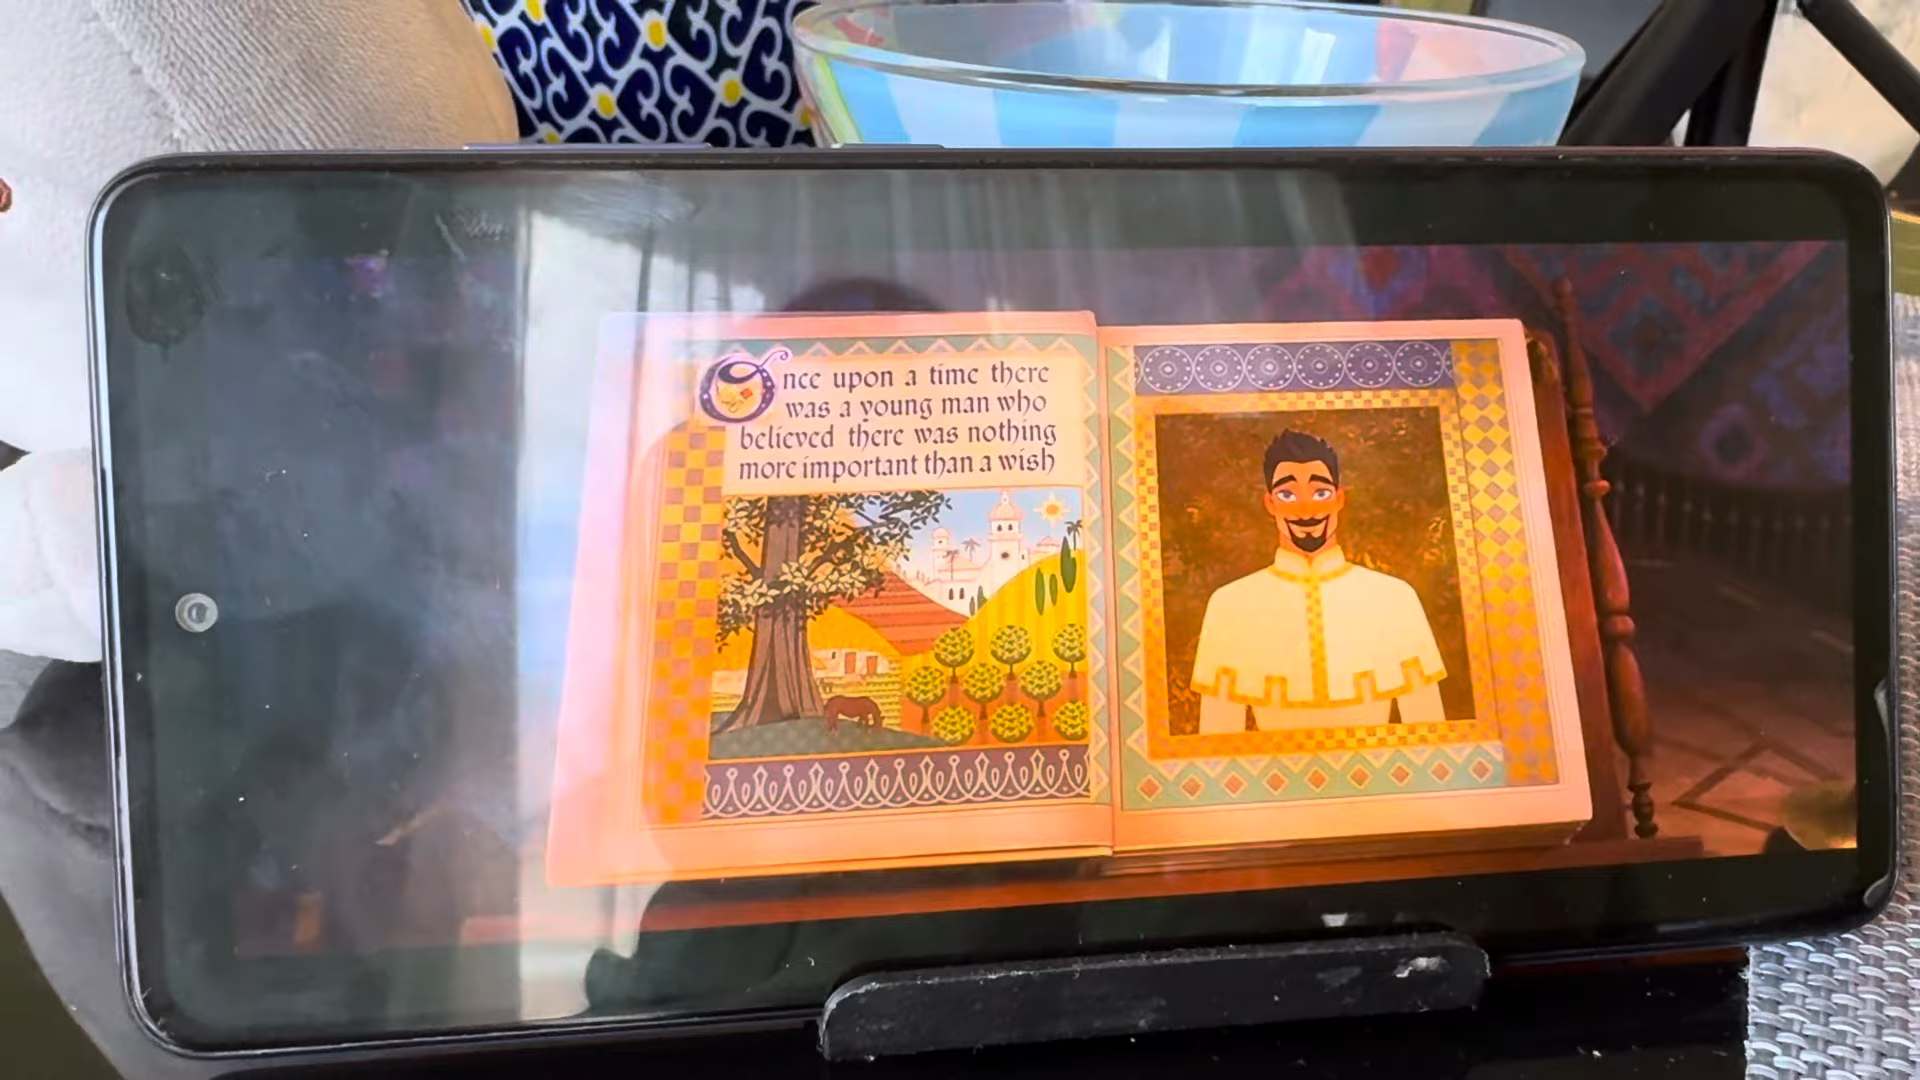 Once upon a time there
was a young man who
believed there was nothing
more important than a wish